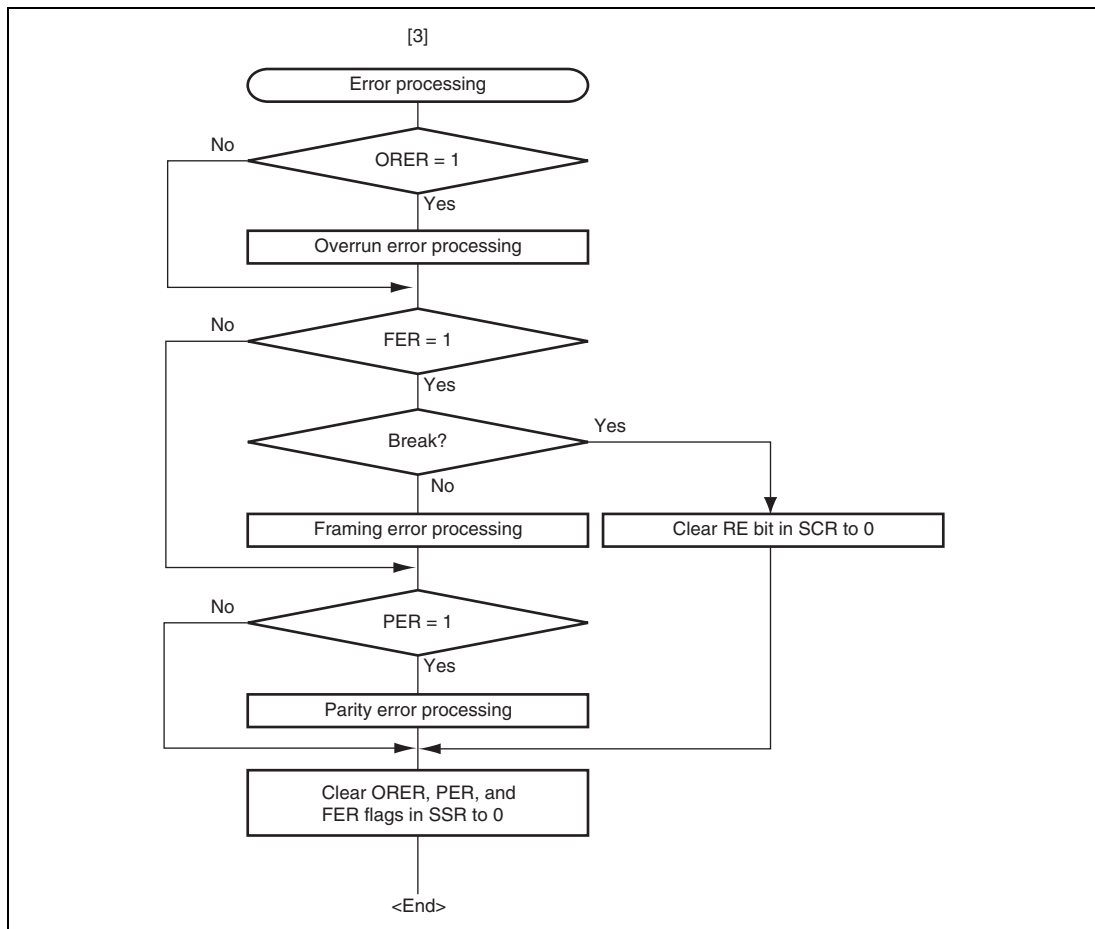 [3]
Error processing
No
ORER = 1
Yes
Overrun error processing
No
FER = 1
Yes
Break?
Yes
No
Framing error processing
Clear RE bit in SCR to 0
No
PER = 1
Yes
Parity error processing
Clear ORER, PER, and
FER flags in SSR to 0
<End>